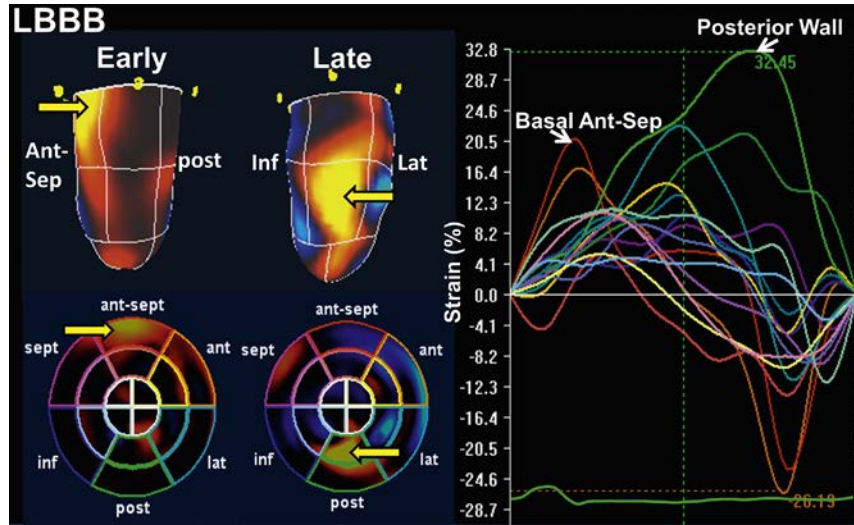 LBBB
Early
Late
Ant-
Sep
post
Inf
Lat
ant-sept
sept
ant
inf
lat
post
ant-sept
sept
ant
inf
lat
post
Strain (%)
32.8
28.7
24.6
20.5
16.4
12.3
8.2
4.1
0.0
-4.1
-8.2
-12.3
-16.4
-20.5
-24.6
-28.7
Posterior Wall
32.45
Basal Ant-Sep
-26.19